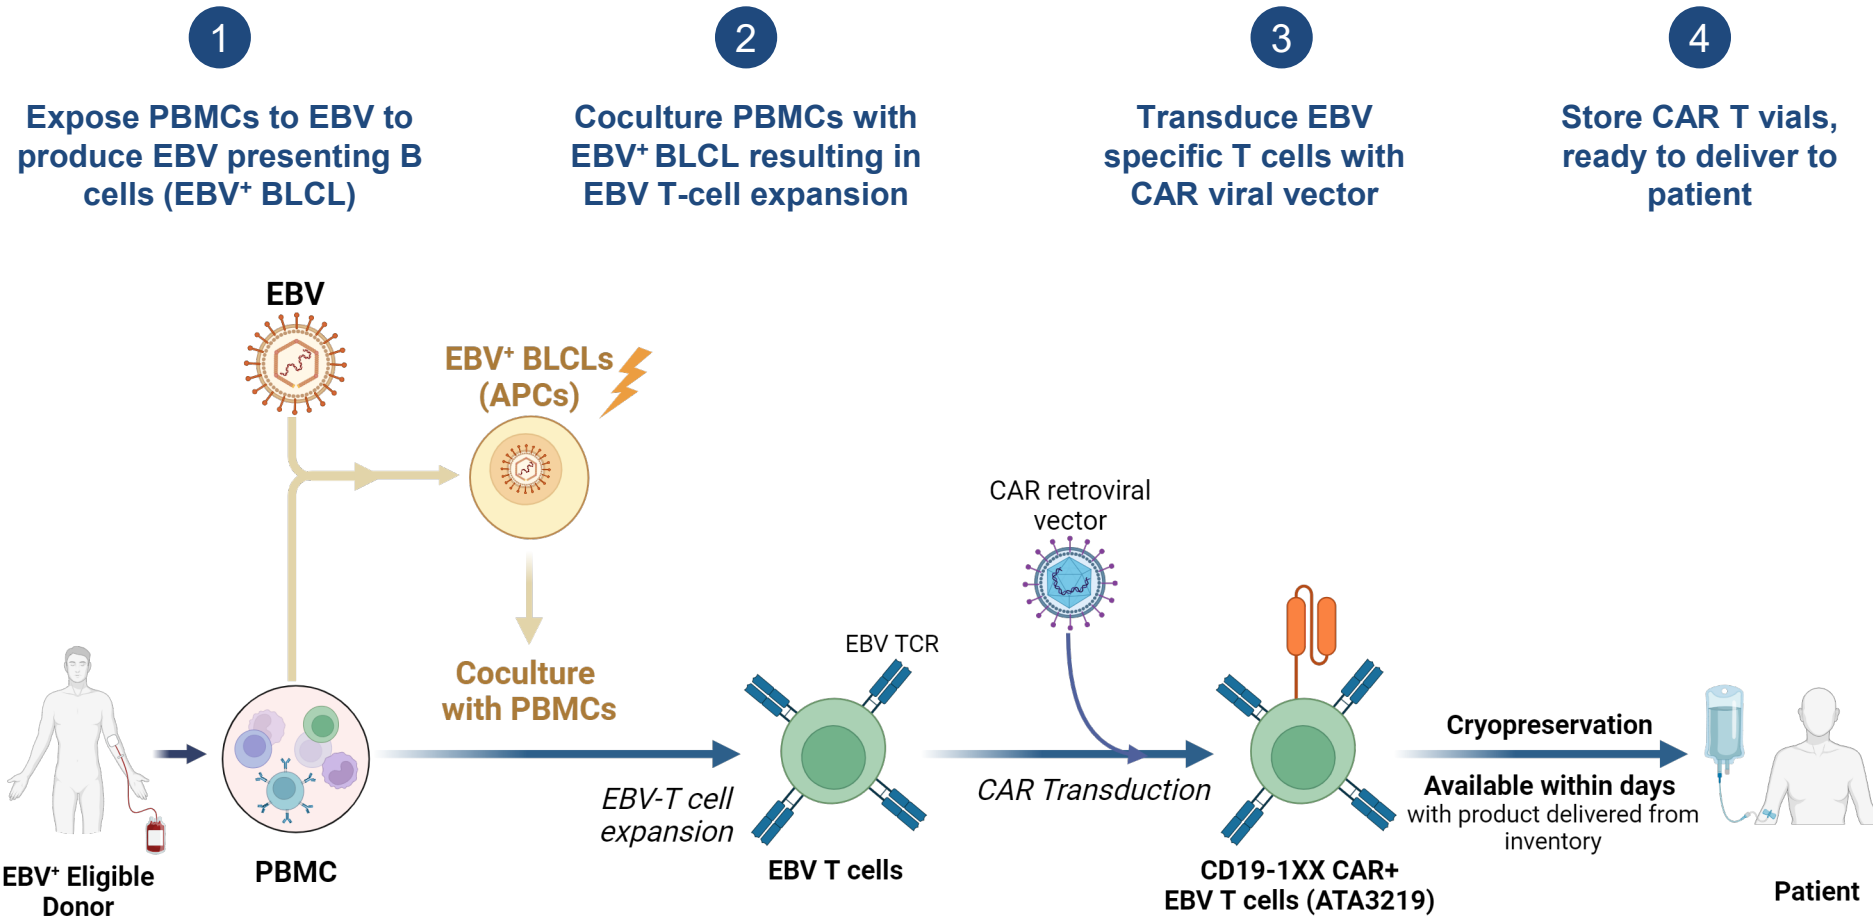 1
Expose PBMCs to EBV to
produce EBV presenting B
cells (EBV+ BLCL)
2
Coculture PBMCs with
EBV+ BLCL resulting in
EBV T-cell expansion
3
Transduce EBV
specific T cells with
CAR viral vector
4
Store CAR T vials,
ready to deliver to
patient
EBV
EBV+ BLCLs
(APCs)
Coculture
with PBMCs
CAR retroviral
vector
EBV TCR
EBV-T cell
expansion
CAR Transduction
Cryopreservation
Available within days
with product delivered from
inventory
EBV+ Eligible
Donor
PBMC
EBV T cells
CD19-1XX CAR+
EBV T cells (ATA3219)
Patient